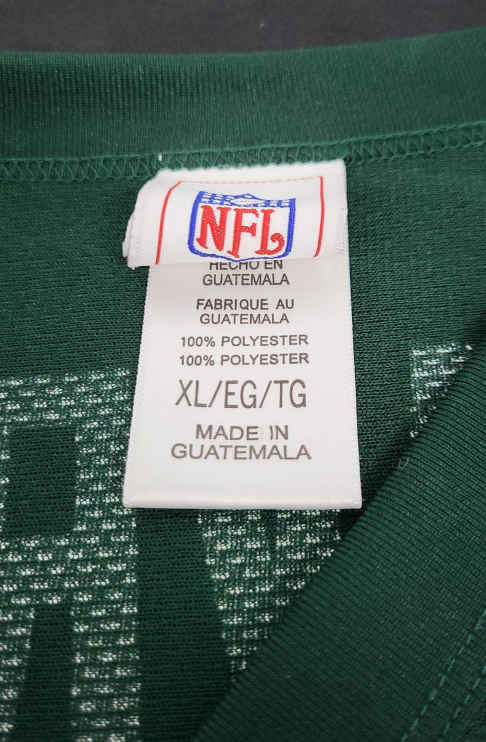 NFL
HECHO EN
GUATEMALA
FABRIQUE AU
GUATEMALA
100% POLYESTER
100% POLYESTER
XL/EG/TG
MADE IN
GUATEMALA